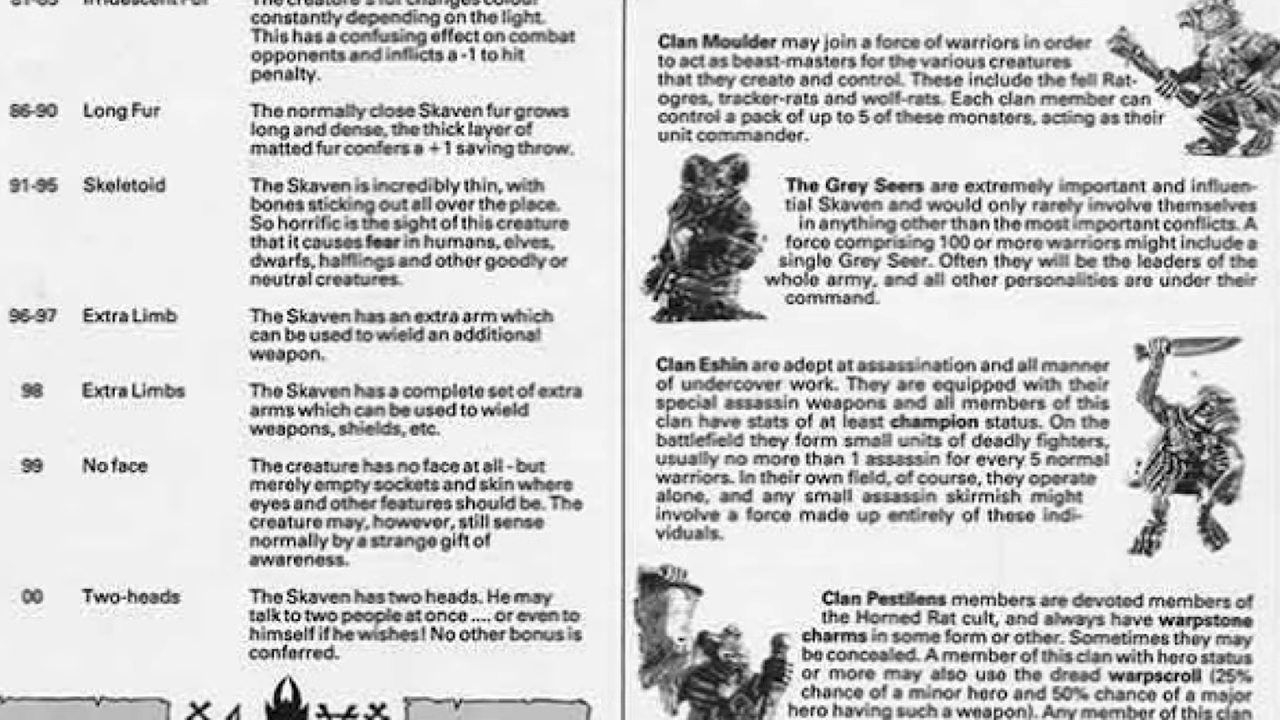 constantly depending on the light.
This has a confusing effect on combat
opponents and inflicts a -1 to hit
penalty.
86-90 Long Fur The normally close Skaven fur grows
long and dense, the thick layer of
matted fur confers a +1 saving throw.
91-95 Skeletoid The Skaven is incredibly thin, with
bones sticking out all over the place.
So horrific is the sight of this creature
that it causes fear in humans, elves,
dwarfs, halflings and other goodly or
neutral creatures.
96-97 Extra Limb The Skaven has an extra arm which
can be used to wield an additional
weapon.
98 Extra Limbs The Skaven has a complete set of extra
arms which can be used to wield
weapons, shields, etc.
99 No face The creature has no face at all - but
merely empty sockets and skin where
eyes and other features should be. The
creature may, however, still sense
normally by a strange gift of
awareness.
00 Two-heads The Skaven has two heads. He may
talk to two people at once .... or even to
himself if he wishes! No other bonus is
conferred.
Clan Moulder may join a force of warriors in order
to act as beast-masters for the various creatures
that they create and control. These include the fell Rat-
ogres, tracker-rats and wolf-rats. Each clan member can
control a pack of up to 5 of these monsters, acting as their
unit commander.
The Grey Seers are extremely important and influen-
tial Skaven and would only rarely involve themselves
in anything other than the most important conflicts. A
force comprising 100 or more warriors might include a
single Grey Seer. Often they will be the leaders of the
whole army, and all other personalities are under their
command.
Clan Eshin are adept at assassination and all manner
of undercover work. They are equipped with their
special assassin weapons and all members of this
clan have stats of at least champion status. On the
battlefield they form small units of deadly fighters,
usually no more than 1 assassin for every 5 normal
warriors. In their own field, of course, they operate
alone, and any small assassin skirmish might
involve a force made up entirely of these indi-
viduals.
Clan Pestilens members are devoted members of
the Horned Rat cult, and always have warpstone
charms in some form or other. Sometimes they may
be concealed. A member of this clan with hero status
or more may also use the dread warpscroll (25%
chance of a minor hero and 50% chance of a major
hero having such a weapon). Any member of this clan